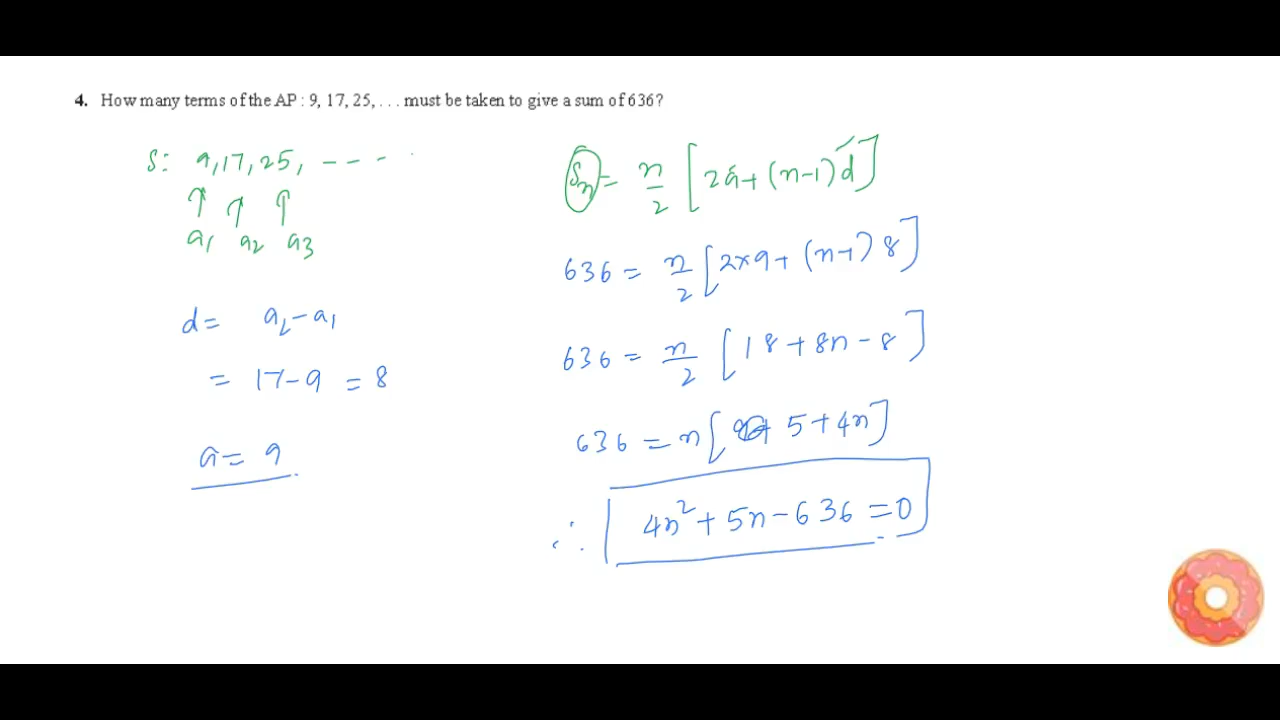 4. How many terms of the AP : 9, 17, 25, . . . must be taken to give a sum of 636?
S: 9, 17, 25, ----
↑ ↑ ↑
a1 a2 a3
d = a2 - a1
= 17 - 9 = 8
a = 9
Sn = n/2 [2a + (n-1) d]
636 = n/2 [2×9 + (n-1) 8]
636 = n/2 [18 + 8n - 8]
636 = n [ 5 + 4n]
∴ 4n² + 5n - 636 = 0